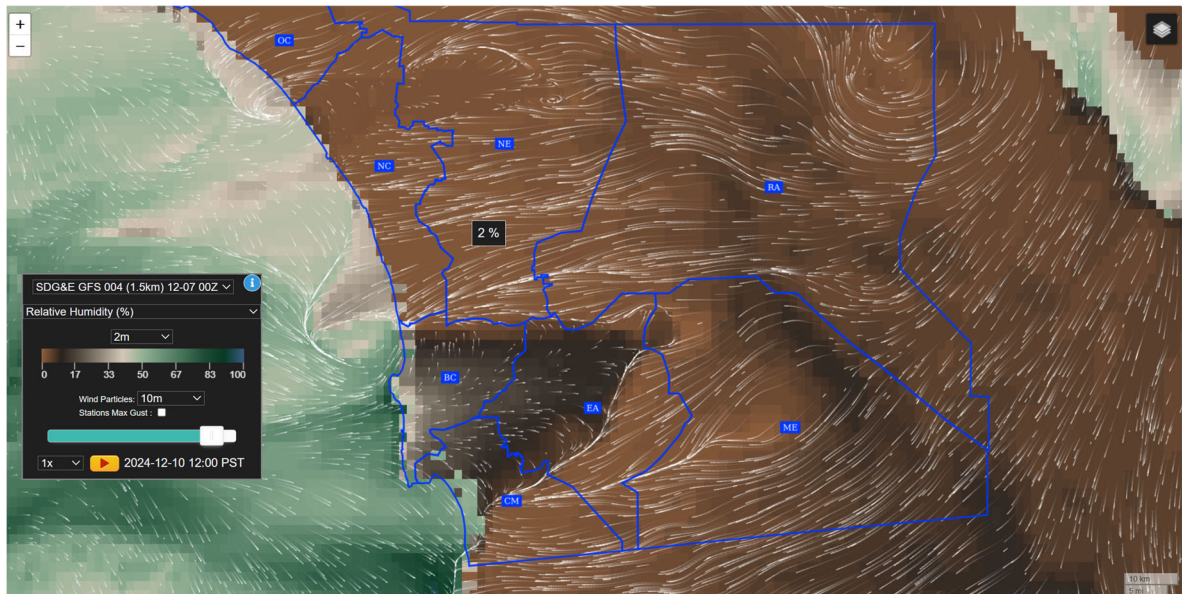 +
−
OC
NC
NE
RA
2 %
SDG&E GFS 004 (1.5km) 12-07 00Z
i
Relative Humidity (%)
2m
0 17 33 50 67 83 100
Wind Particles: 10m
Stations Max Gust :
1x
2024-12-10 12:00 PST
BC
EA
ME
CM
10 km
5 mi